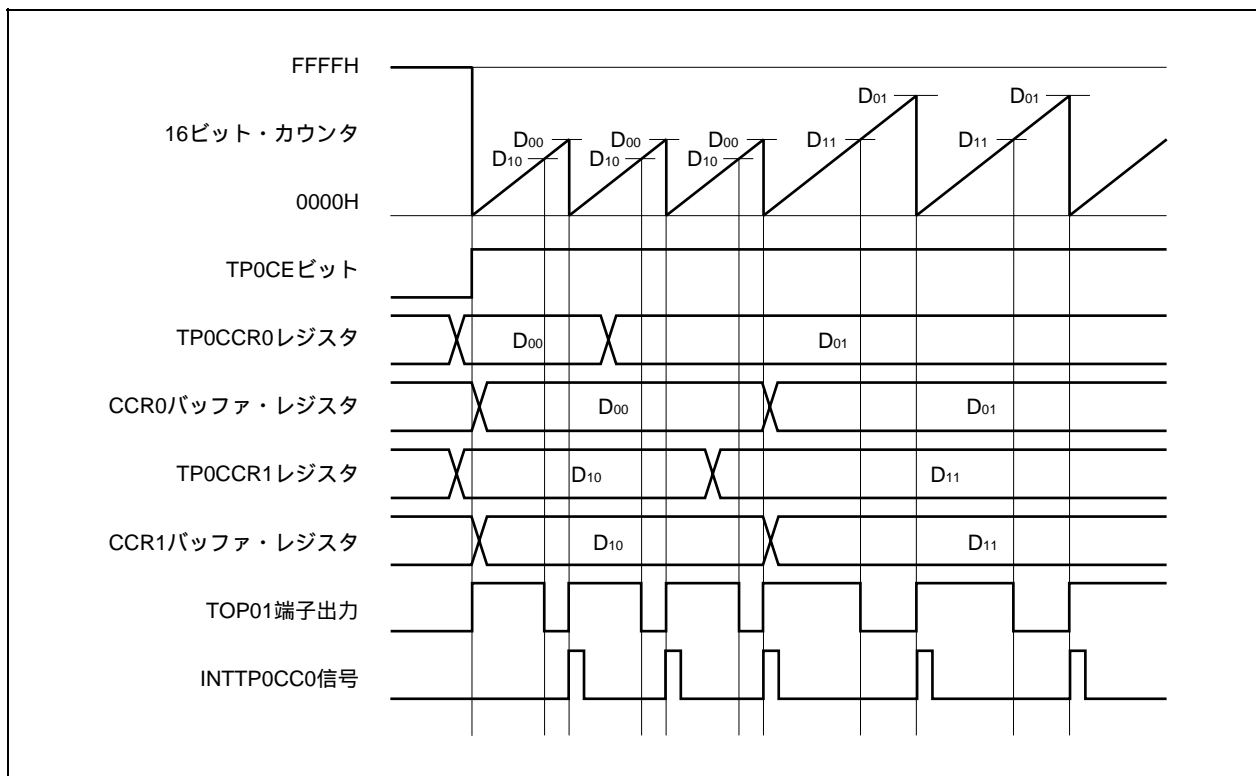 FFFFH
D01 D01
16ビット・カウンタ D00 D00 D00 D11 D11
D10 D10 D10
0000H
TP0CEビット
TP0CCR0レジスタ D00 D01
CCR0バッファ・レジスタ D00 D01
TP0CCR1レジスタ D10 D11
CCR1バッファ・レジスタ D10 D11
TOP01端子出力
INTTP0CC0信号